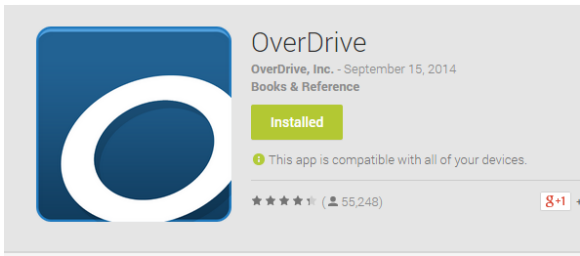 OverDrive
OverDrive, Inc. - September 15, 2014
Books & Reference
Installed
This app is compatible with all of your devices.
(55,248)
g+1